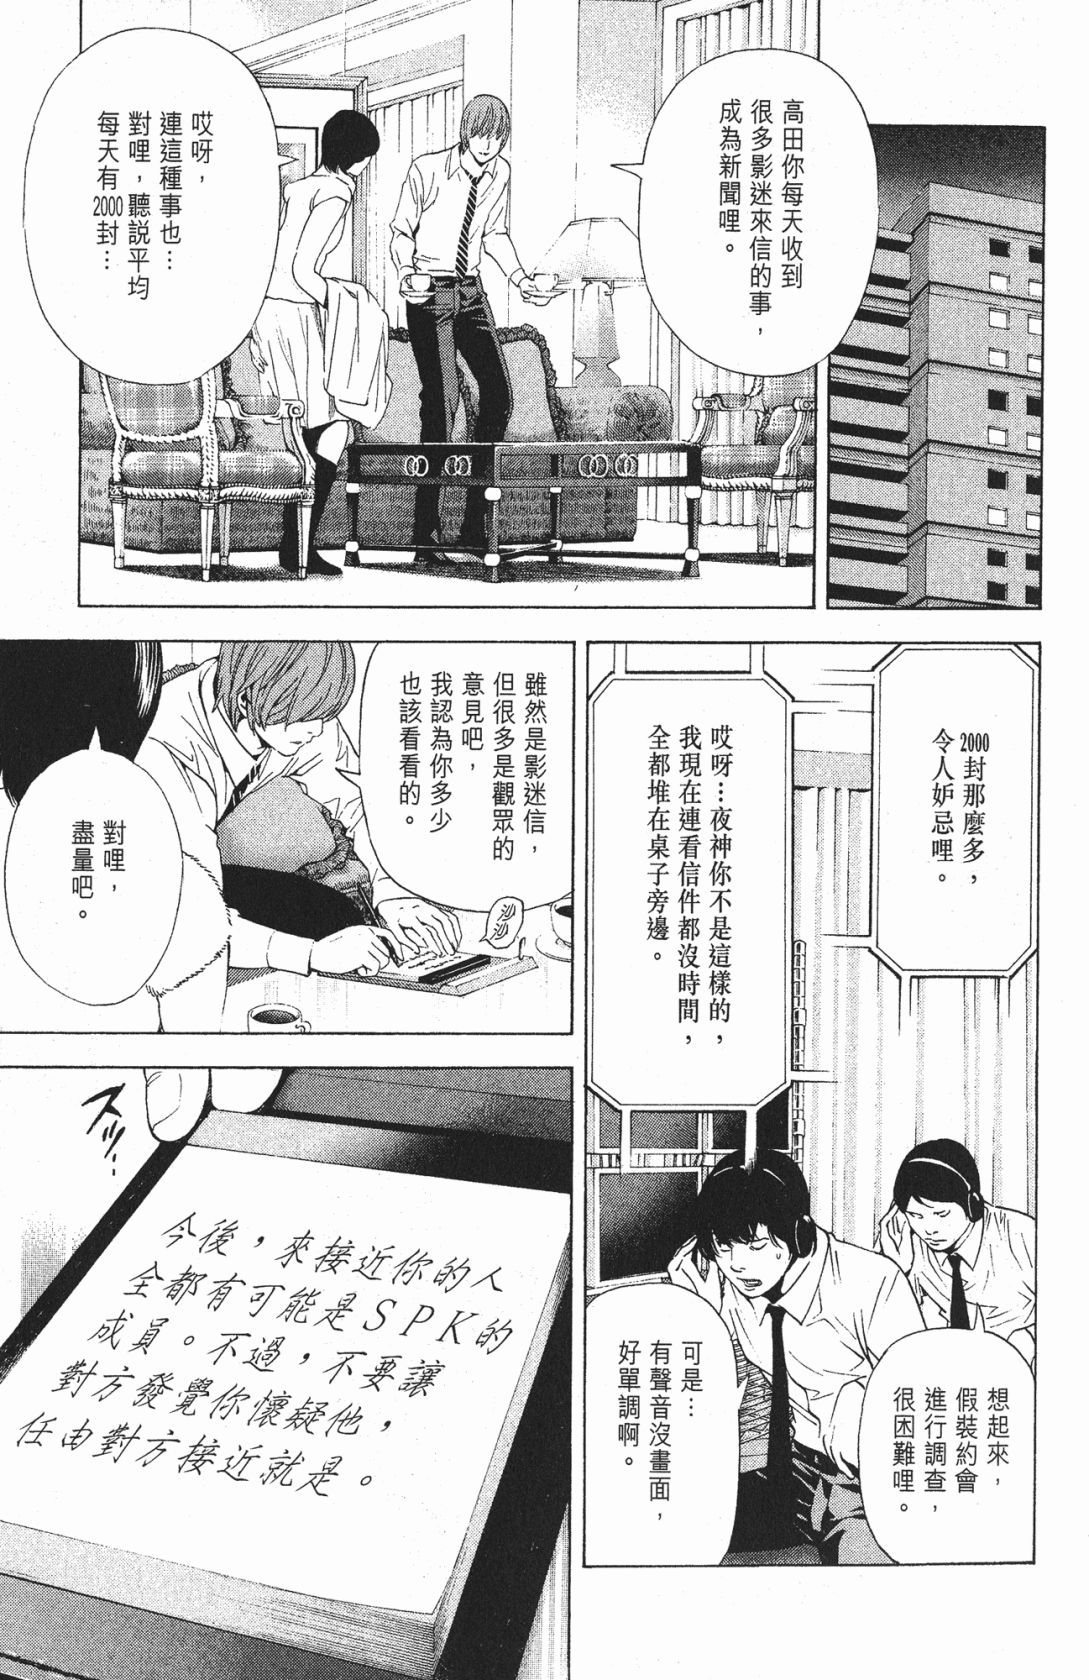 高田你每天收到
很多影迷來信的事，
成為新聞哩。
哎呀，
連這種事也…
對哩，聽説平均
每天有2000封…
2000封那麼多，
令人妒忌哩。
哎呀…夜神你不是這樣的，
我現在連看信件都沒時間，
全都堆在桌子旁邊。
想起來，
假裝約會
進行調查，
很困難哩。
可是…
有聲音沒畫面，
好單調啊。
雖然是影迷信，
但很多是觀眾的
意見吧，
我認為你多少
也該看看的。
沙沙
對哩，
盡量吧。
スッ…
今後，來接近你的人
全都有可能是SPK的
成員。不過，不要讓
對方發覺你懷疑他，
任由對方接近就是。